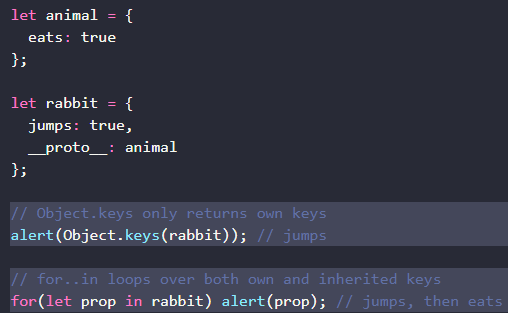 let animal = {
  eats: true
};

let rabbit = {
  jumps: true,
  __proto__: animal
};

// Object.keys only returns own keys
alert(Object.keys(rabbit)); // jumps

// for..in loops over both own and inherited keys
for(let prop in rabbit) alert(prop); // jumps, then eats